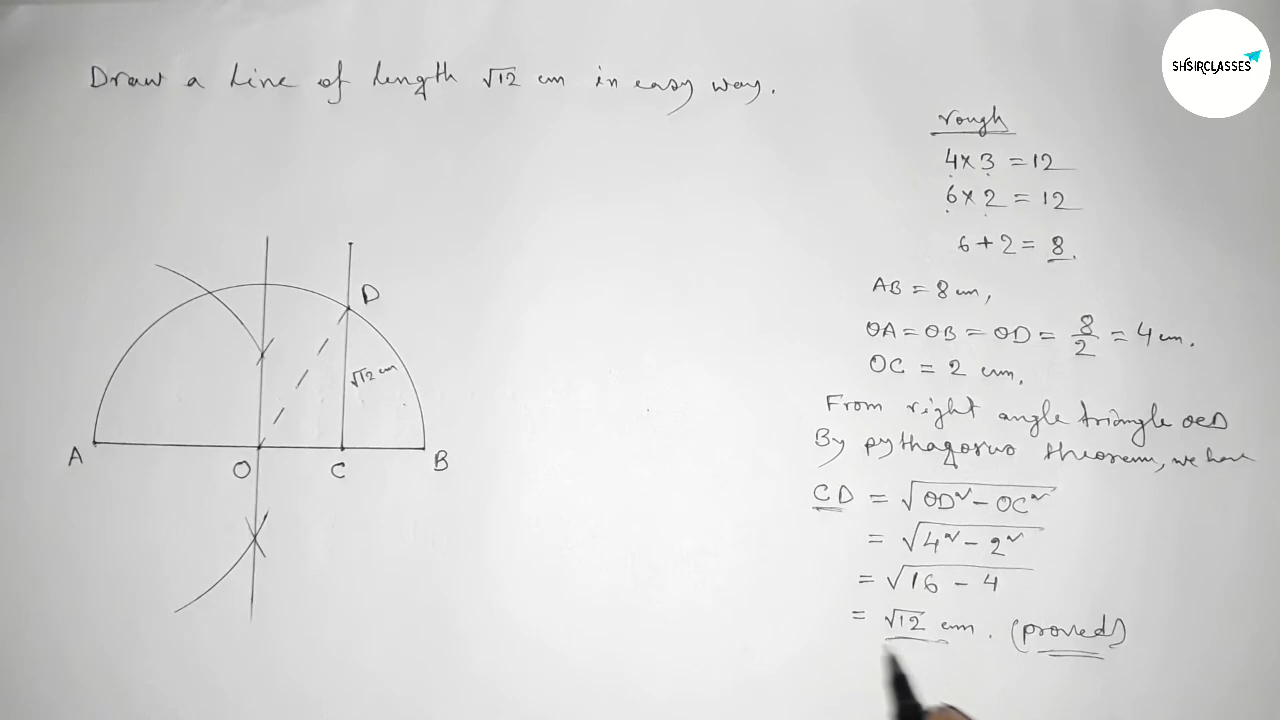 Draw a line of length √12 cm in easy way.
SHSIRCLASSES
rough
4 × 3 = 12
6 × 2 = 12
6 + 2 = 8.
AB = 8 cm,
OA = OB = OD = 8/2 = 4 cm.
OC = 2 cm,
From right angle triangle OCD
By pythagorus theorem, we have
CD = √OD² - OC²
= √4² - 2²
= √16 - 4
= √12 cm. (proved)
D
√12 cm
A
O
C
B